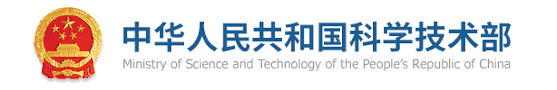 中华人民共和国科学技术部
Ministry of Science and Technology of the People's Republic of China